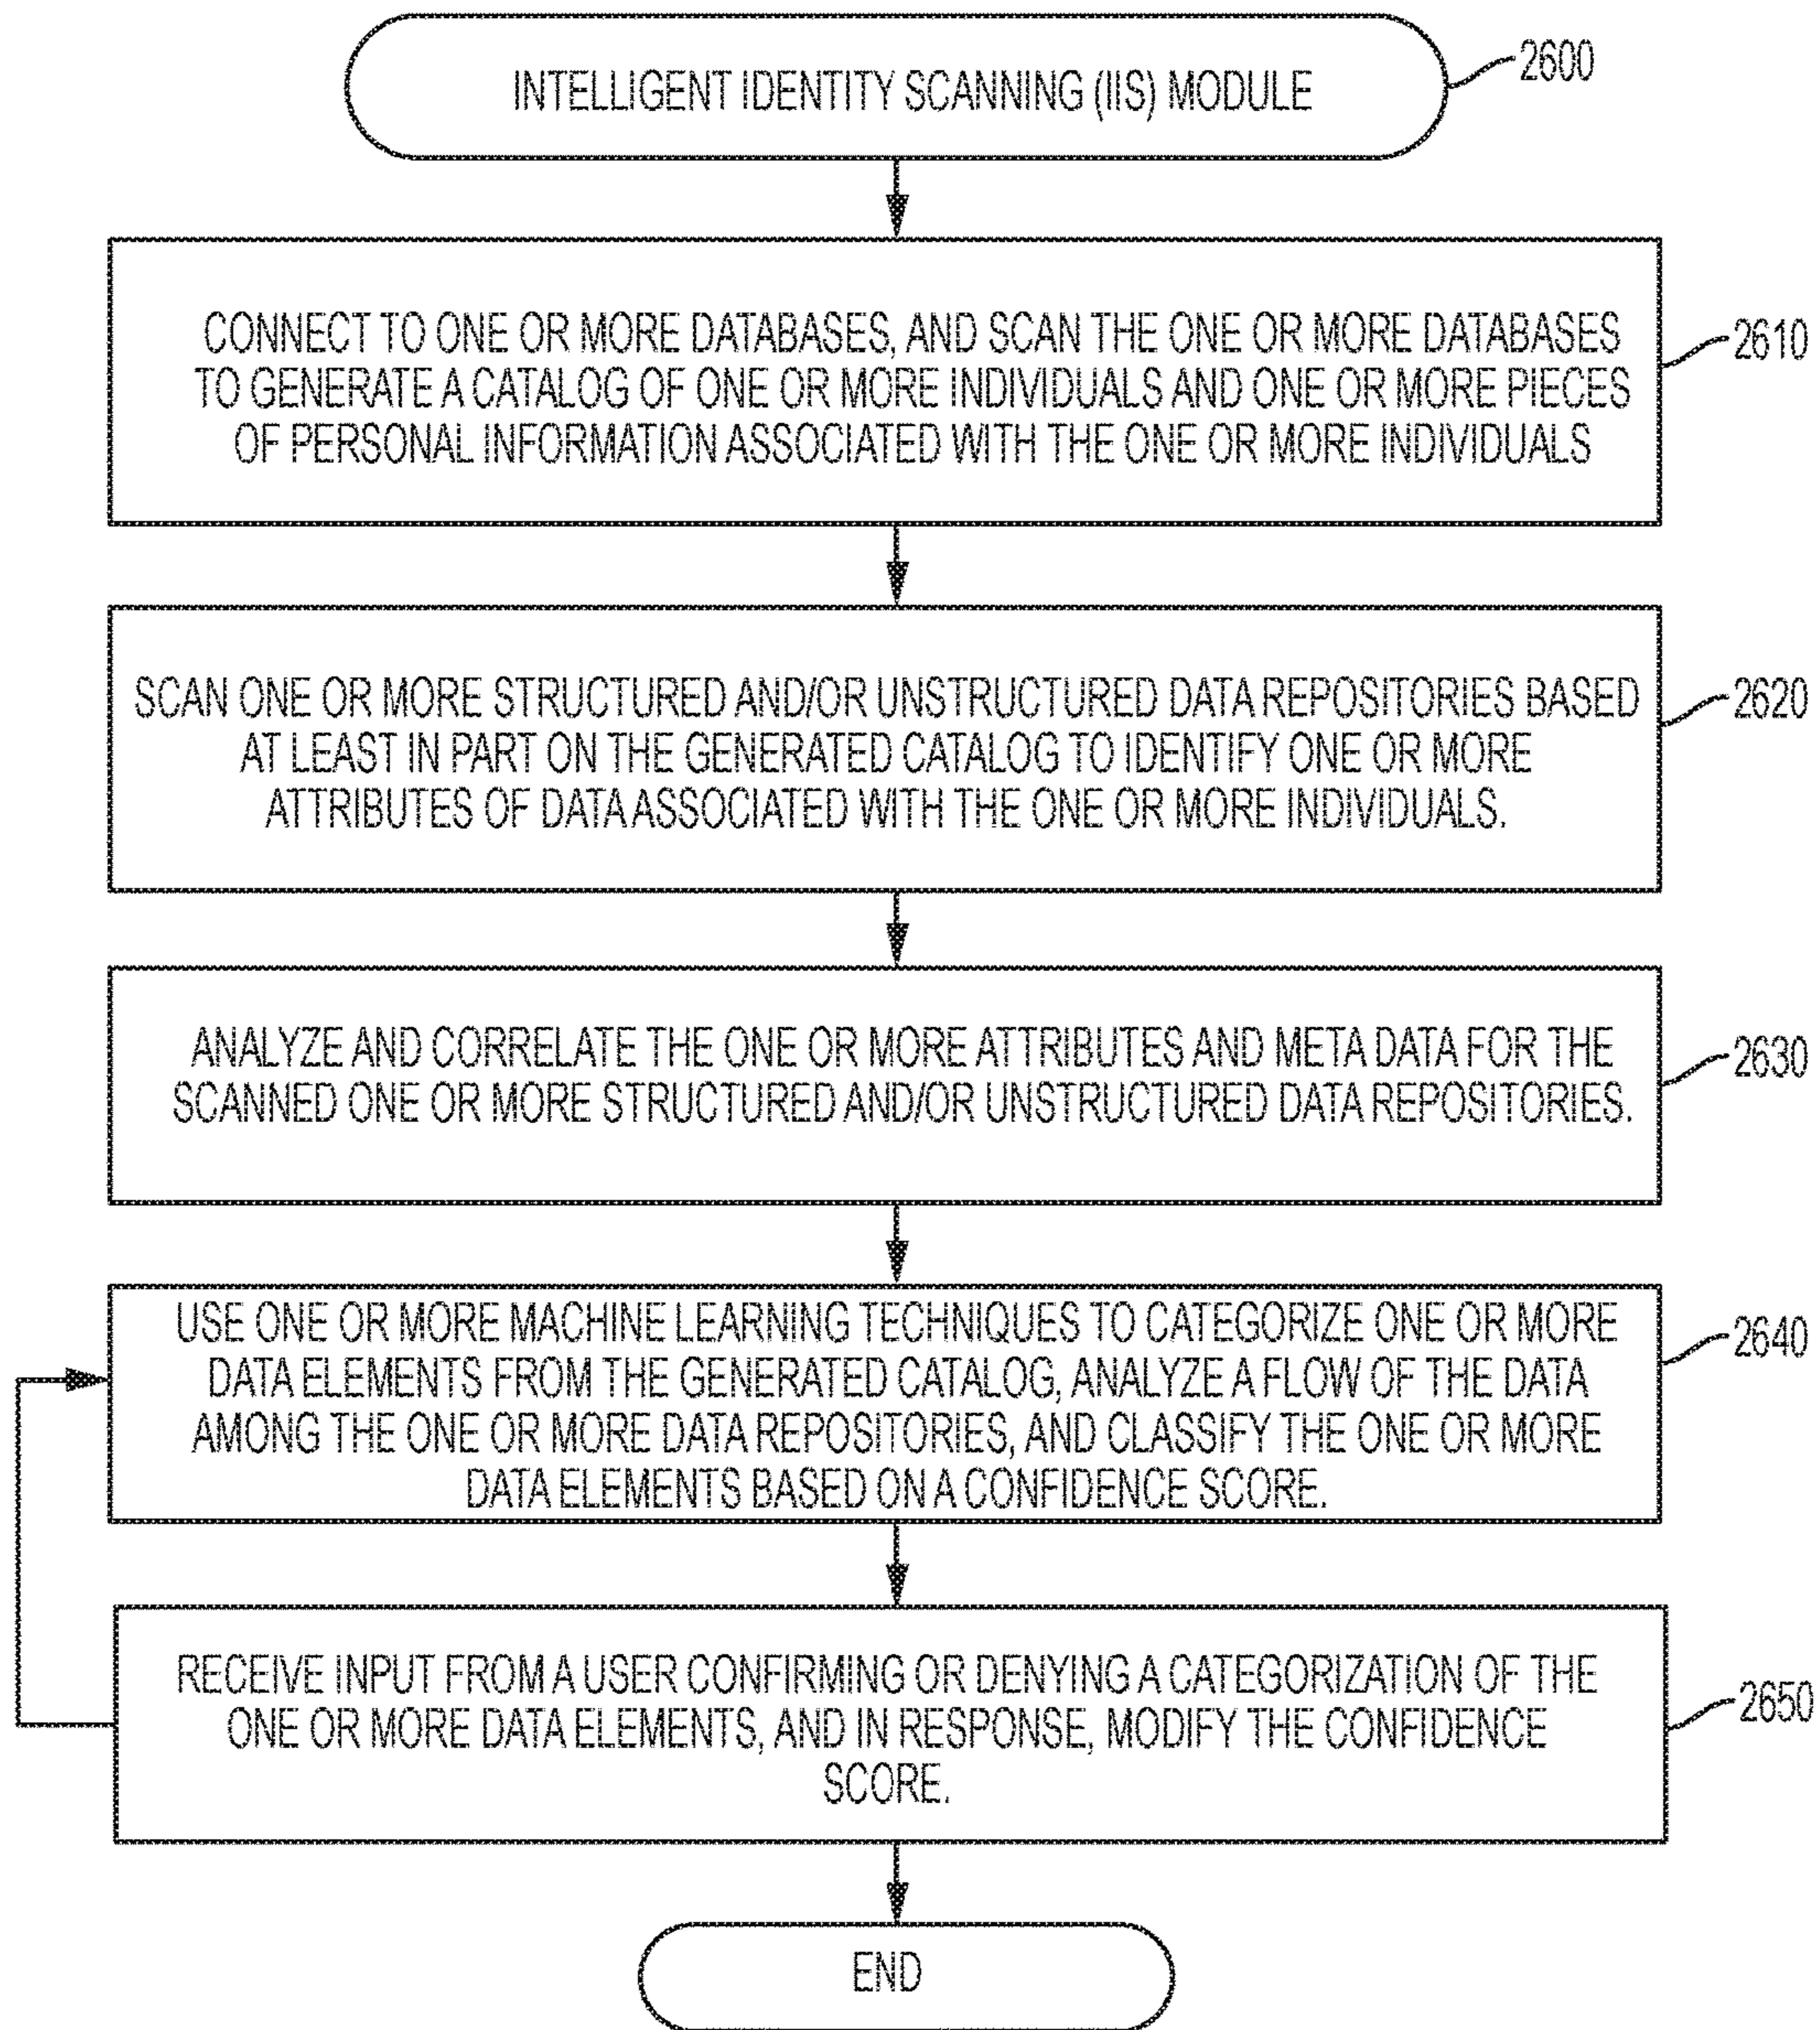 INTELLIGENT IDENTITY SCANNING (IIS) MODULE
2600
CONNECT TO ONE OR MORE DATABASES, AND SCAN THE ONE OR MORE DATABASES
TO GENERATE A CATALOG OF ONE OR MORE INDIVIDUALS AND ONE OR MORE PIECES
OF PERSONAL INFORMATION ASSOCIATED WITH THE ONE OR MORE INDIVIDUALS
2610
SCAN ONE OR MORE STRUCTURED AND/OR UNSTRUCTURED DATA REPOSITORIES BASED
AT LEAST IN PART ON THE GENERATED CATALOG TO IDENTIFY ONE OR MORE
ATTRIBUTES OF DATA ASSOCIATED WITH THE ONE OR MORE INDIVIDUALS.
2620
ANALYZE AND CORRELATE THE ONE OR MORE ATTRIBUTES AND META DATA FOR THE
SCANNED ONE OR MORE STRUCTURED AND/OR UNSTRUCTURED DATA REPOSITORIES.
2630
USE ONE OR MORE MACHINE LEARNING TECHNIQUES TO CATEGORIZE ONE OR MORE
DATA ELEMENTS FROM THE GENERATED CATALOG, ANALYZE A FLOW OF THE DATA
AMONG THE ONE OR MORE DATA REPOSITORIES, AND CLASSIFY THE ONE OR MORE
DATA ELEMENTS BASED ON A CONFIDENCE SCORE.
2640
RECEIVE INPUT FROM A USER CONFIRMING OR DENYING A CATEGORIZATION OF THE
ONE OR MORE DATA ELEMENTS, AND IN RESPONSE, MODIFY THE CONFIDENCE
SCORE.
2650
END